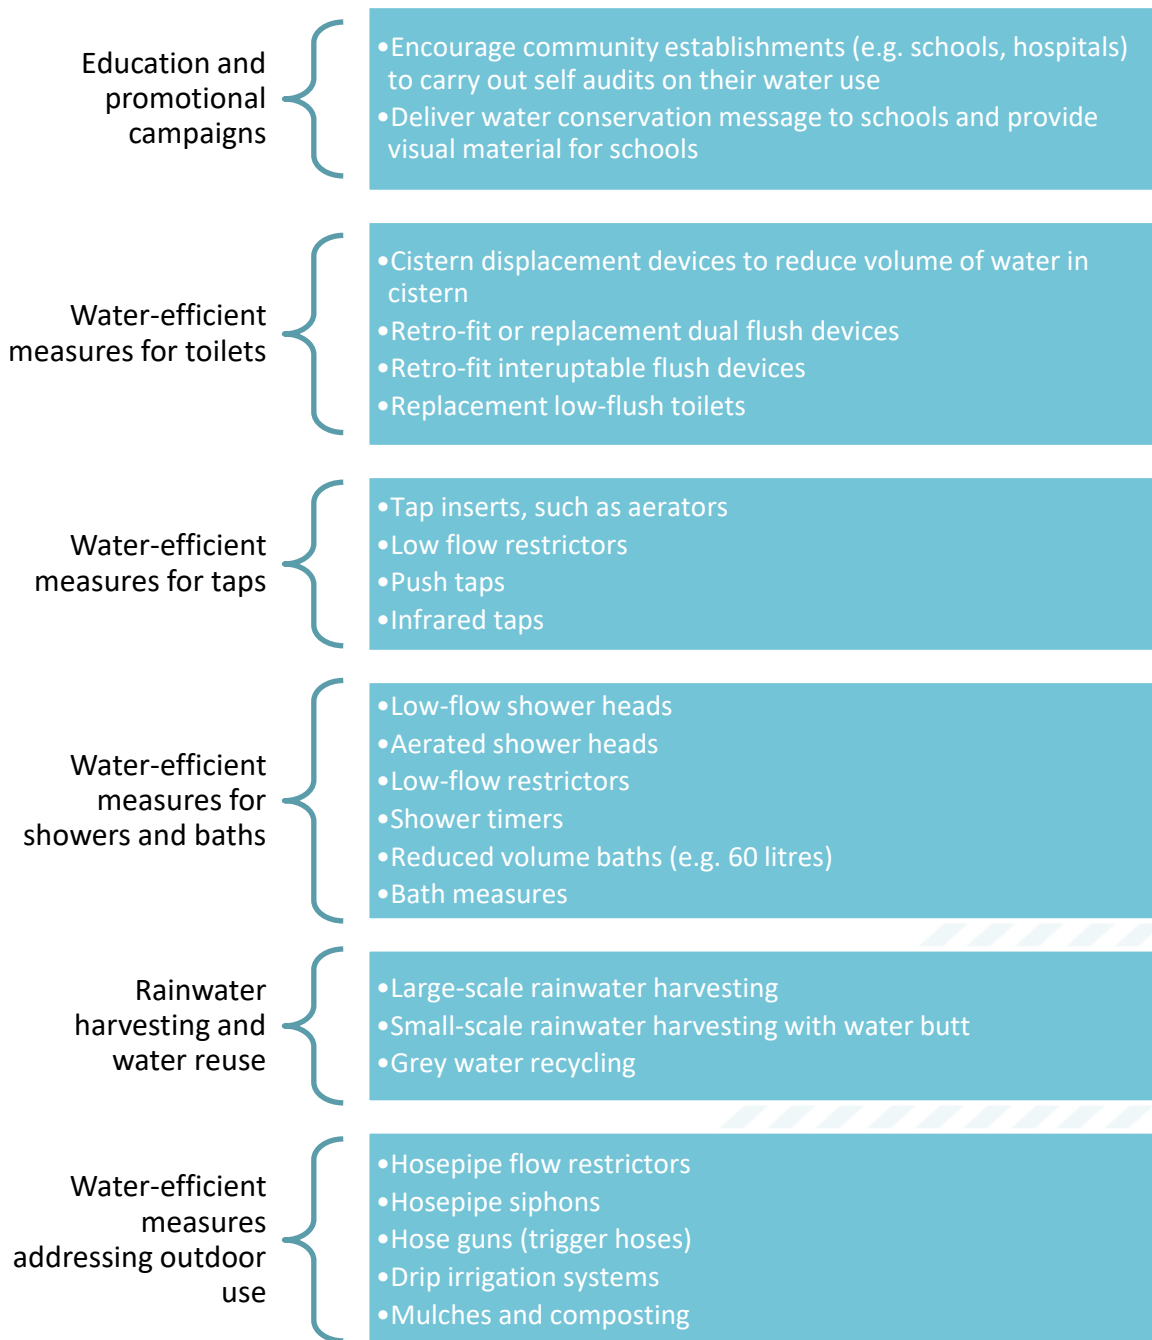 Education and
promotional
campaigns
•Encourage community establishments (e.g. schools, hospitals)
to carry out self audits on their water use
•Deliver water conservation message to schools and provide
visual material for schools
Water-efficient
measures for toilets
•Cistern displacement devices to reduce volume of water in
cistern
•Retro-fit or replacement dual flush devices
•Retro-fit interuptable flush devices
•Replacement low-flush toilets
Water-efficient
measures for taps
•Tap inserts, such as aerators
•Low flow restrictors
•Push taps
•Infrared taps
Water-efficient
measures for
showers and baths
•Low-flow shower heads
•Aerated shower heads
•Low-flow restrictors
•Shower timers
•Reduced volume baths (e.g. 60 litres)
•Bath measures
Rainwater
harvesting and
water reuse
•Large-scale rainwater harvesting
•Small-scale rainwater harvesting with water butt
•Grey water recycling
Water-efficient
measures
addressing outdoor
use
•Hosepipe flow restrictors
•Hosepipe siphons
•Hose guns (trigger hoses)
•Drip irrigation systems
•Mulches and composting